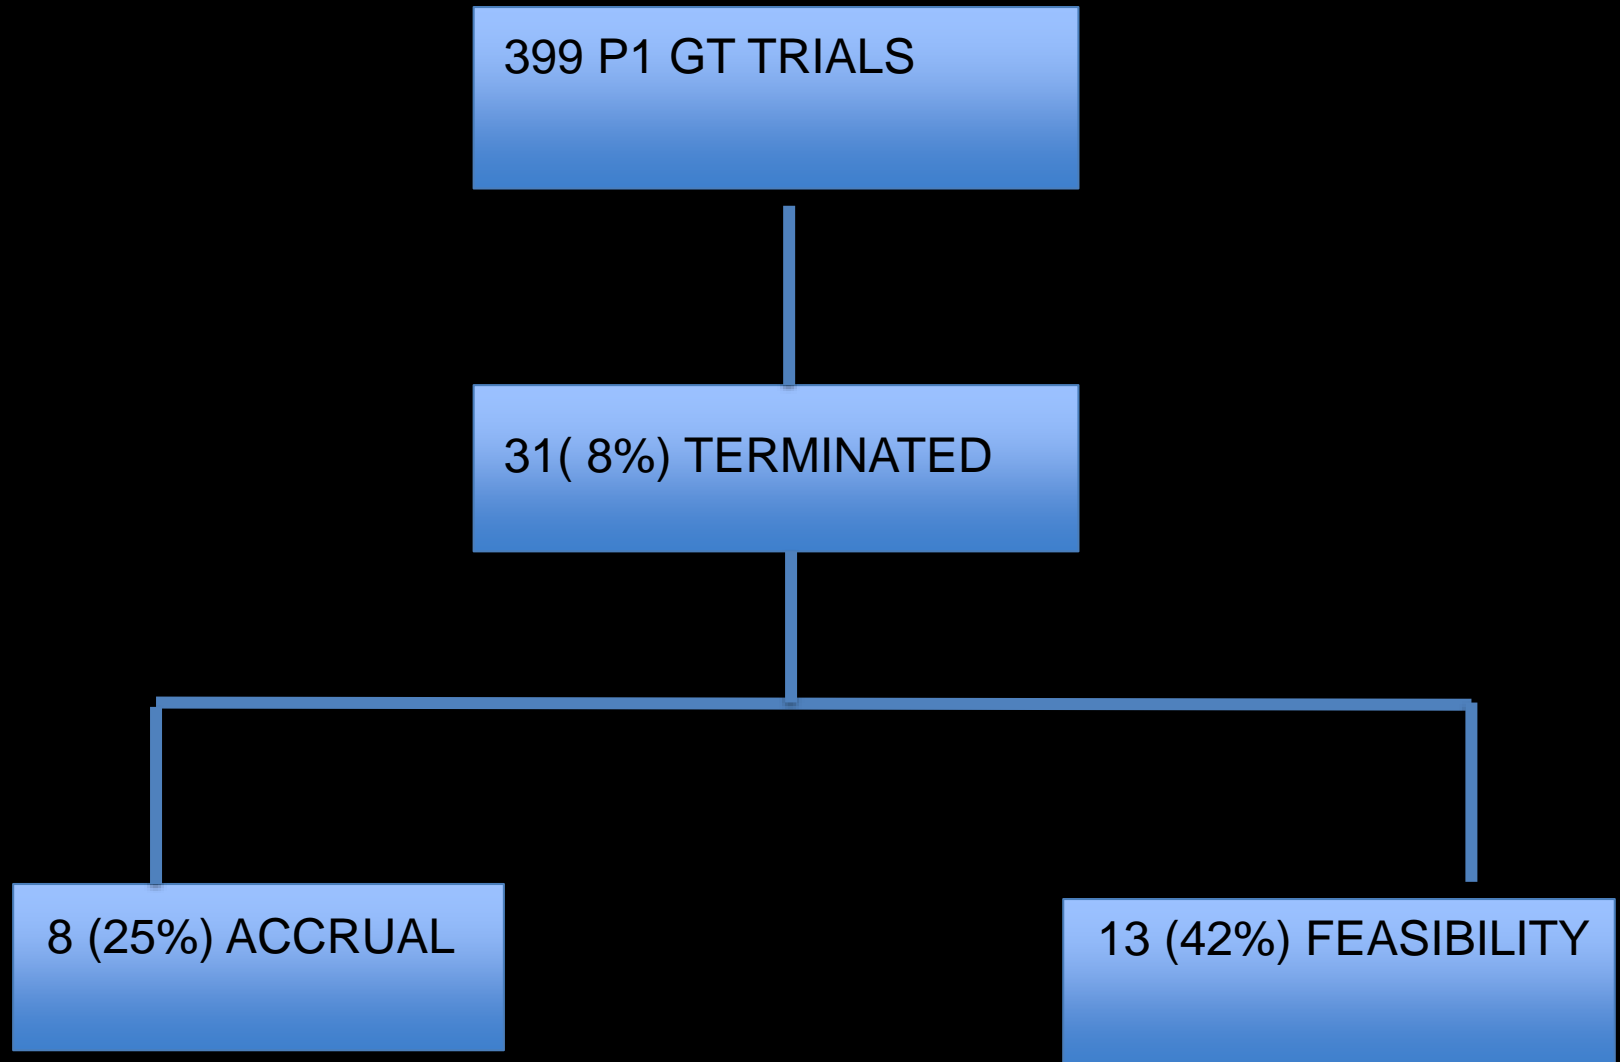 399 P1 GT TRIALS
31( 8%) TERMINATED
8 (25%) ACCRUAL
13 (42%) FEASIBILITY